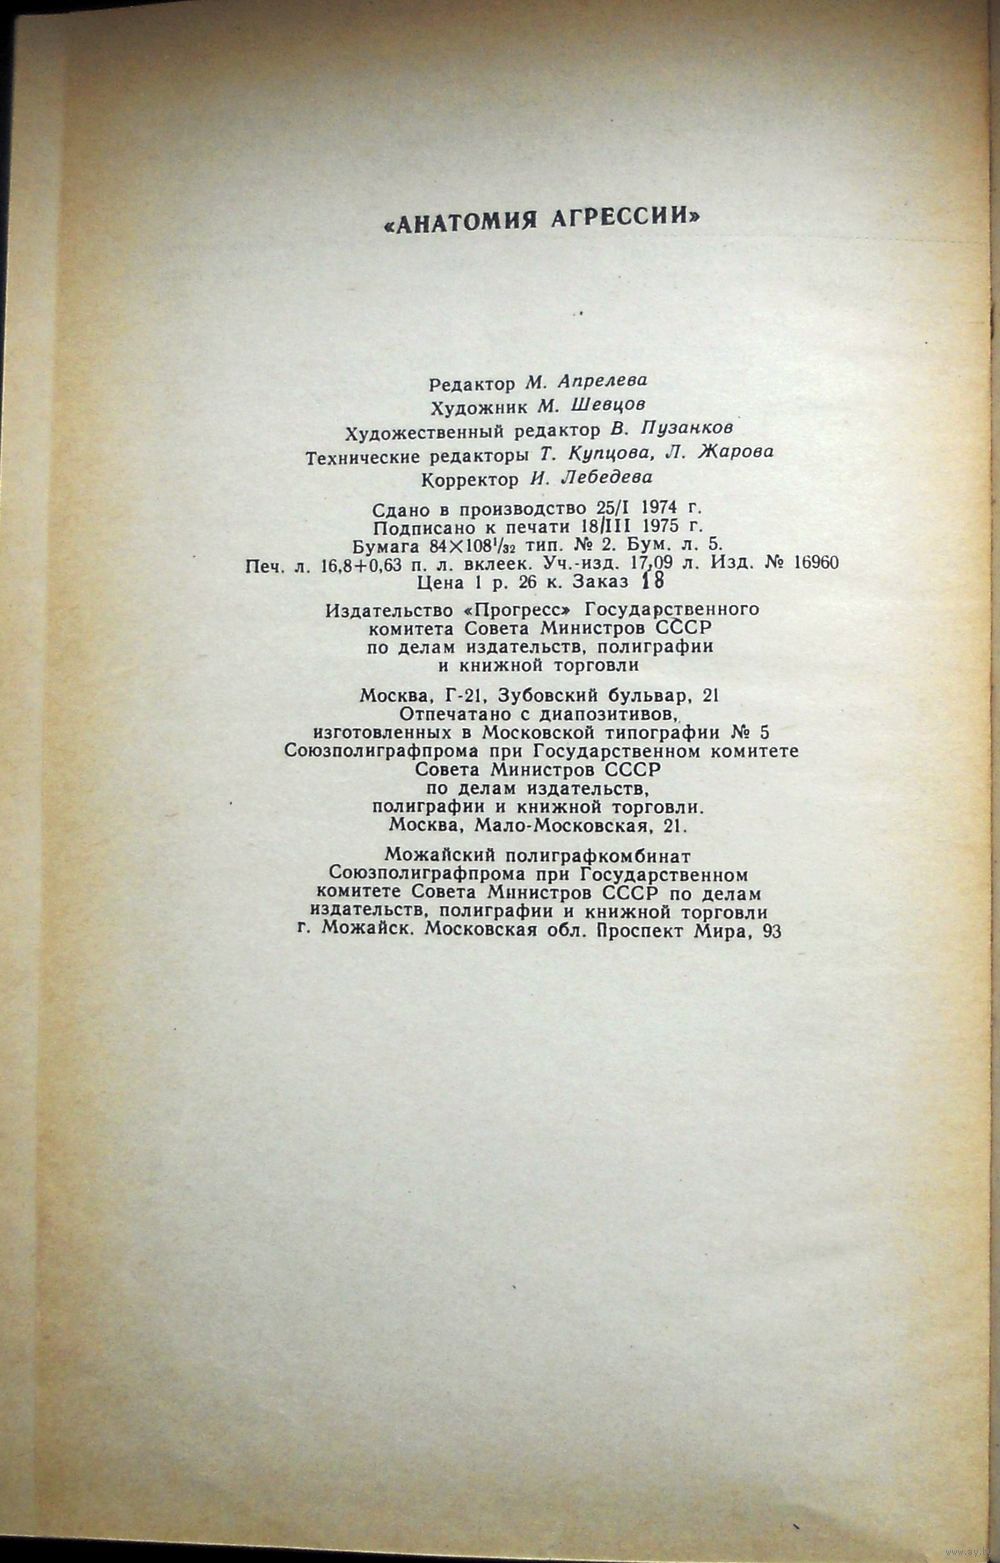 «АНАТОМИЯ АГРЕССИИ»
Редактор М. Апрелева
Художник М. Шевцов
Художественный редактор В. Пузанков
Технические редакторы Т. Купцова, Л. Жарова
Корректор И. Лебедева
Сдано в производство 25/I 1974 г.
Подписано к печати 18/III 1975 г.
Бумага 84×108¹/₃₂ тип. № 2. Бум. л. 5.
Печ. л. 16,8+0,63 п. л. вклеек. Уч.-изд. 17,09 л. Изд. № 16960
Цена 1 р. 26 к. Заказ 18
Издательство «Прогресс» Государственного
комитета Совета Министров СССР
по делам издательств, полиграфии
и книжной торговли
Москва, Г-21, Зубовский бульвар, 21
Отпечатано с диапозитивов,
изготовленных в Московской типографии № 5
Союзполиграфпрома при Государственном комитете
Совета Министров СССР
по делам издательств,
полиграфии и книжной торговли.
Москва, Мало-Московская, 21.
Можайский полиграфкомбинат
Союзполиграфпрома при Государственном
комитете Совета Министров СССР по делам
издательств, полиграфии и книжной торговли
г. Можайск. Московская обл. Проспект Мира, 93